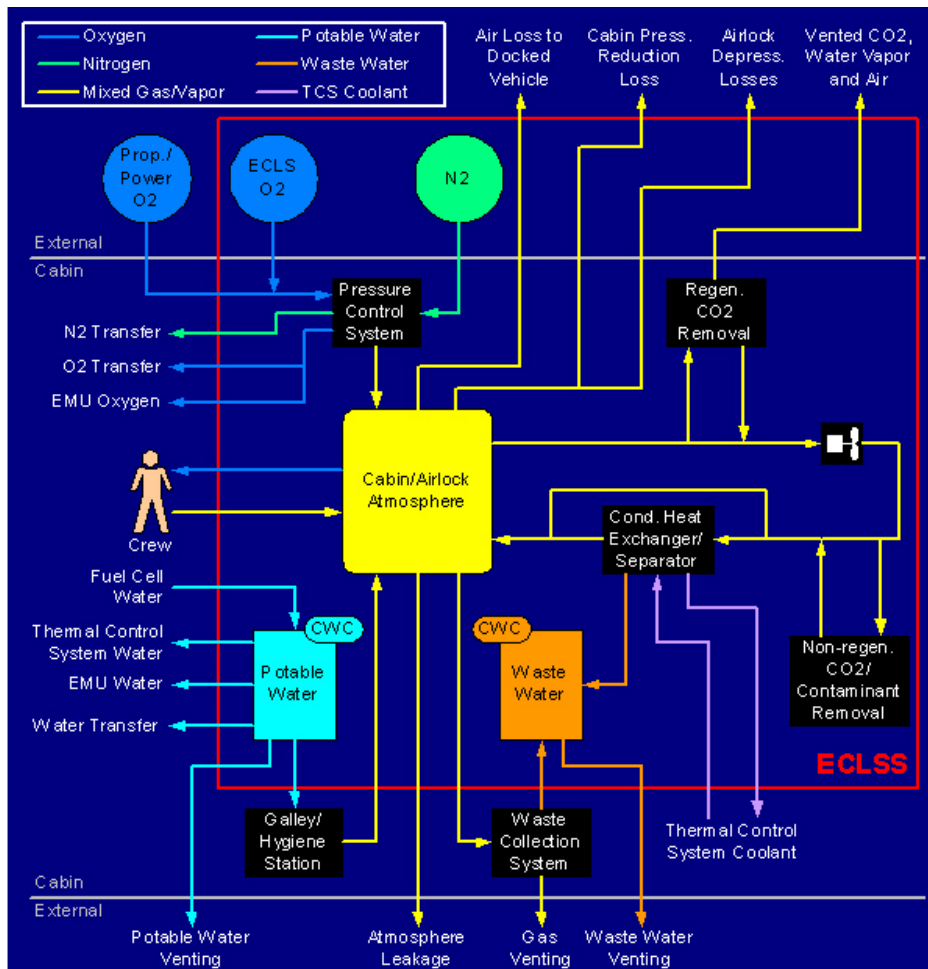 Oxygen
Potable Water
Nitrogen
Waste Water
Mixed Gas/Vapor
TCS Coolant
Air Loss to
Docked
Vehicle
Cabin Press.
Reduction
Loss
Airlock
Depress.
Losses
Vented CO2,
Water Vapor
and Air
Prop./
Power
O2
ECLS
O2
N2
External
Cabin
Pressure
Control
System
Regen.
CO2
Removal
N2 Transfer
O2 Transfer
EMU Oxygen
Cabin/Airlock
Atmosphere
Crew
Cond. Heat
Exchanger/
Separator
Fuel Cell
Water
Thermal Control
System Water
EMU Water
Water Transfer
CWC
Potable
Water
CWC
Waste
Water
Non-regen.
CO2/
Contaminant
Removal
ECLSS
Galley/
Hygiene
Station
Waste
Collection
System
Thermal Control
System Coolant
Cabin
External
Potable Water
Venting
Atmosphere
Leakage
Gas
Venting
Waste Water
Venting